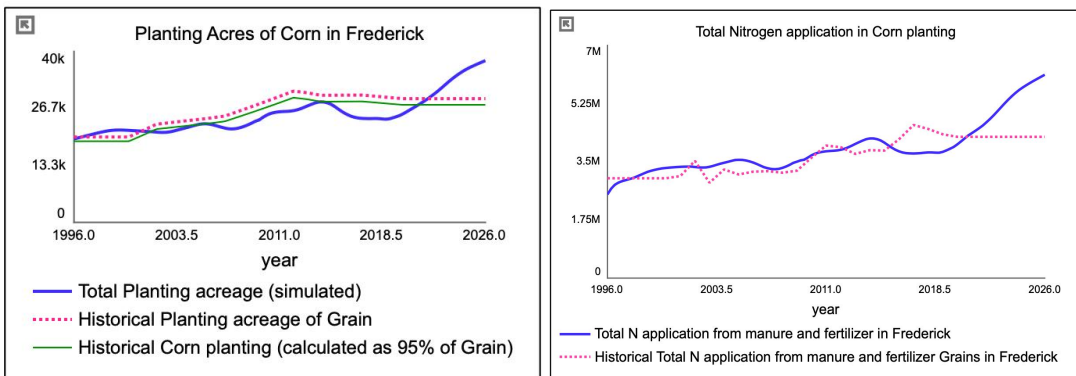 Planting Acres of Corn in Frederick
40k
26.7k
13.3k
0
1996.0 2003.5 2011.0 2018.5 2026.0
year
Total Planting acreage (simulated)
Historical Planting acreage of Grain
Historical Corn planting (calculated as 95% of Grain)
Total Nitrogen application in Corn planting
7M
5.25M
3.5M
1.75M
0
1996.0 2003.5 2011.0 2018.5 2026.0
year
Total N application from manure and fertilizer in Frederick
Historical Total N application from manure and fertilizer Grains in Frederick